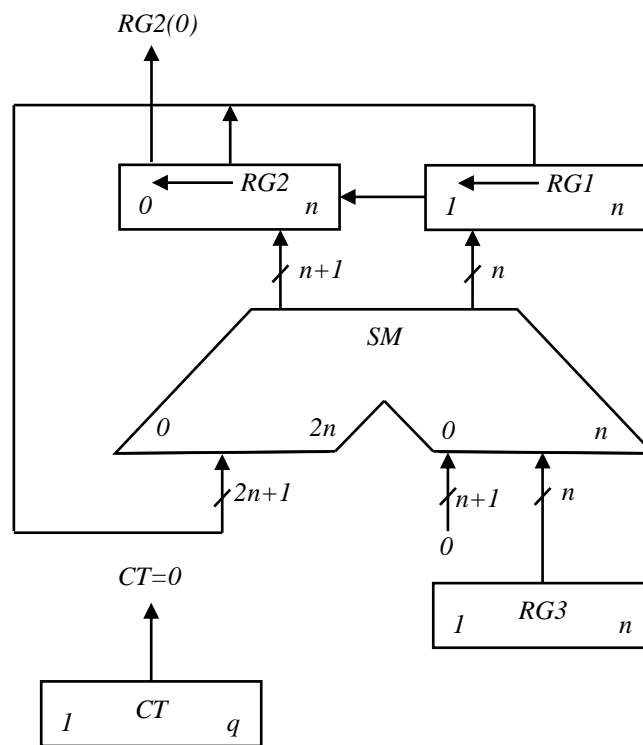 RG2(0)
RG2
0 n
RG1
1 n
n+1
n
SM
0 2n
0 n
2n+1
n+1
n
0
CT=0
RG3
1 n
CT
1 q